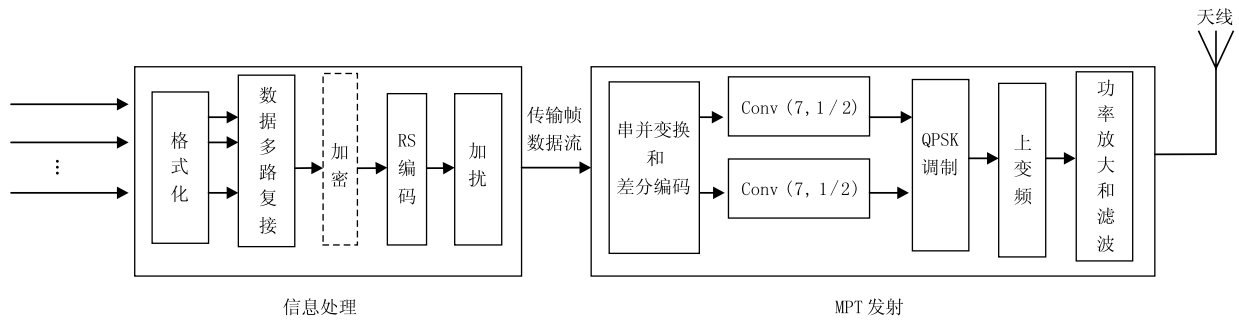 天线
格式化
数据多路复接
加密
RS
编码
加扰
传输帧
数据流
串并变换
和
差分编码
Conv (7, 1/2)
Conv (7, 1/2)
QPSK
调制
上变频
功率放大和滤波
信息处理
MPT 发射